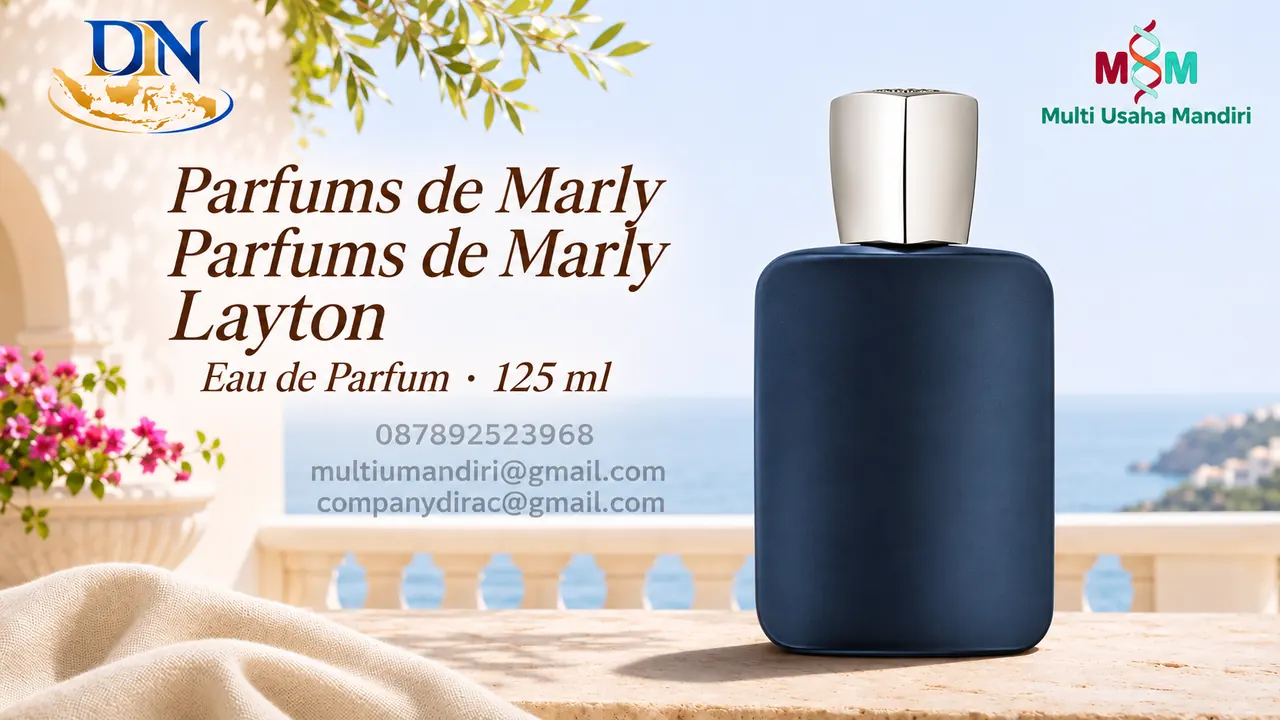 DN
MUM
Multi Usaha Mandiri
Parfums de Marly
Parfums de Marly
Layton
Eau de Parfum · 125 ml
087892523968
multiumandiri@gmail.com
companydirac@gmail.com